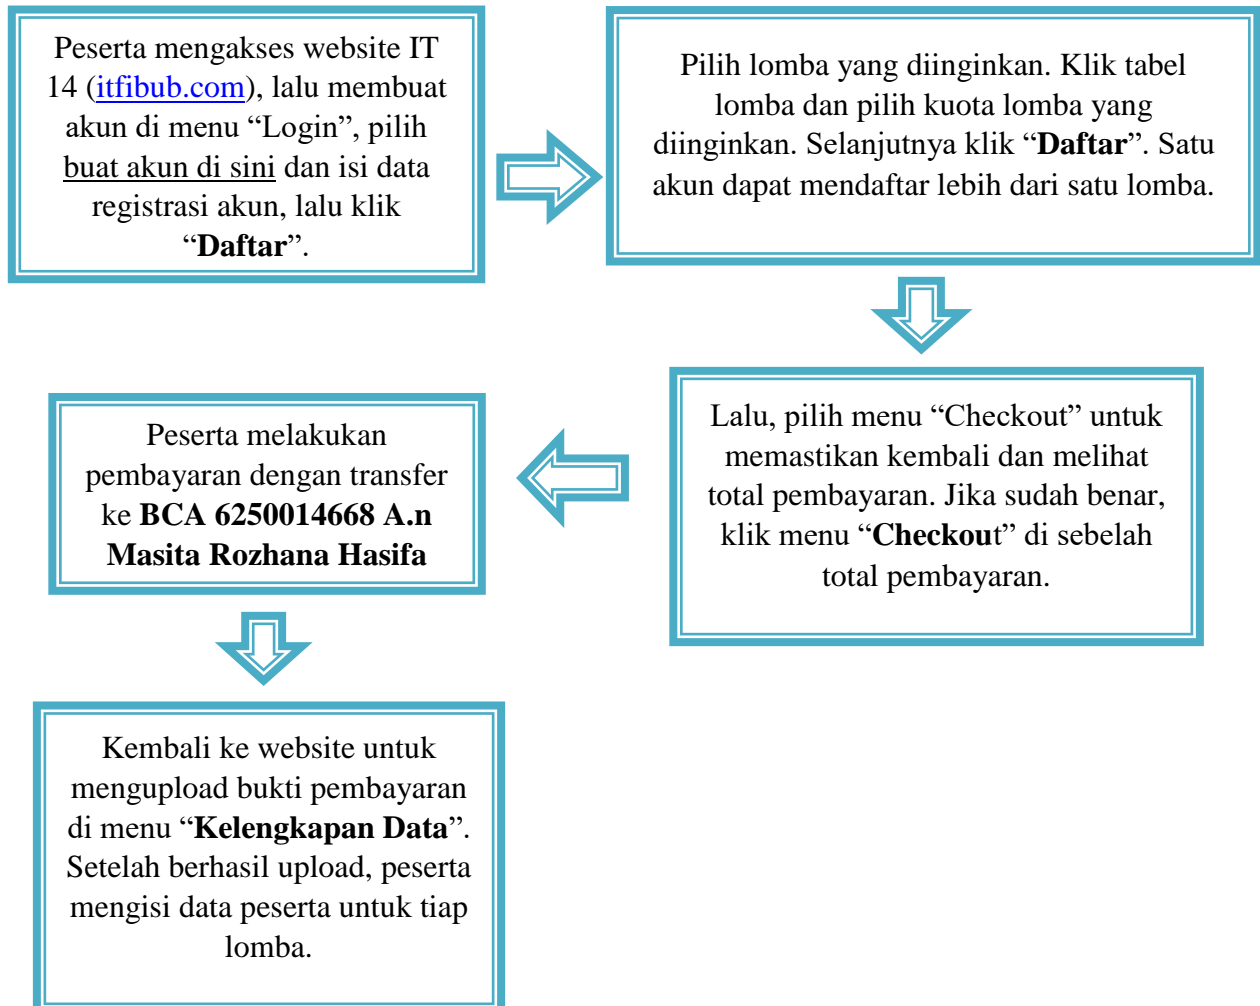 Peserta mengakses website IT
14 (itfibub.com), lalu membuat
akun di menu “Login”, pilih
buat akun di sini dan isi data
registrasi akun, lalu klik
“Daftar”.
Pilih lomba yang diinginkan. Klik tabel
lomba dan pilih kuota lomba yang
diinginkan. Selanjutnya klik “Daftar”. Satu
akun dapat mendaftar lebih dari satu lomba.
Lalu, pilih menu “Checkout” untuk
memastikan kembali dan melihat
total pembayaran. Jika sudah benar,
klik menu “Checkout” di sebelah
total pembayaran.
Peserta melakukan
pembayaran dengan transfer
ke BCA 6250014668 A.n
Masita Rozhana Hasifa
Kembali ke website untuk
mengupload bukti pembayaran
di menu “Kelengkapan Data”.
Setelah berhasil upload, peserta
mengisi data peserta untuk tiap
lomba.